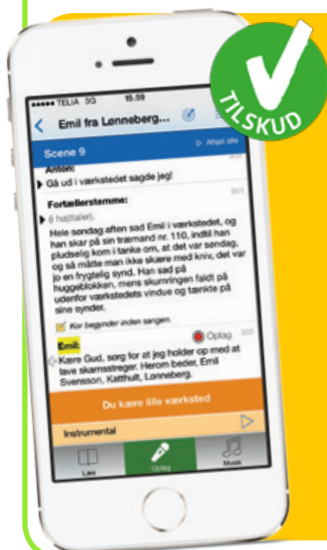 TELIA 3G 15.59
Emil fra Lønneberg...
TILSKUD
Scene 9
Afspil alle
Anton:
Gå ud i værkstedet sagde jeg!
Fortællerstemme:
301
(i højttaler).
Hele søndag aften sad Emil i værkstedet, og
han skar på sin træmand nr. 110, indtil han
pludselig kom i tanke om, at det var søndag,
og så måtte man ikke skære med kniv, det var
jo en frygtelig synd. Han sad på
huggeblokken, mens skumringen faldt på
udenfor værkstedets vindue og tænkte på
sine synder.
Kor begynder inden sangen.
Emil:
Optag
302
Kære Gud, sørg for at jeg holder op med at
lave skarnsstreger. Herom beder, Emil
Svensson, Katthult, Lønneberg.
Du kære lille værksted
Instrumental
Læs
Optag
Musik